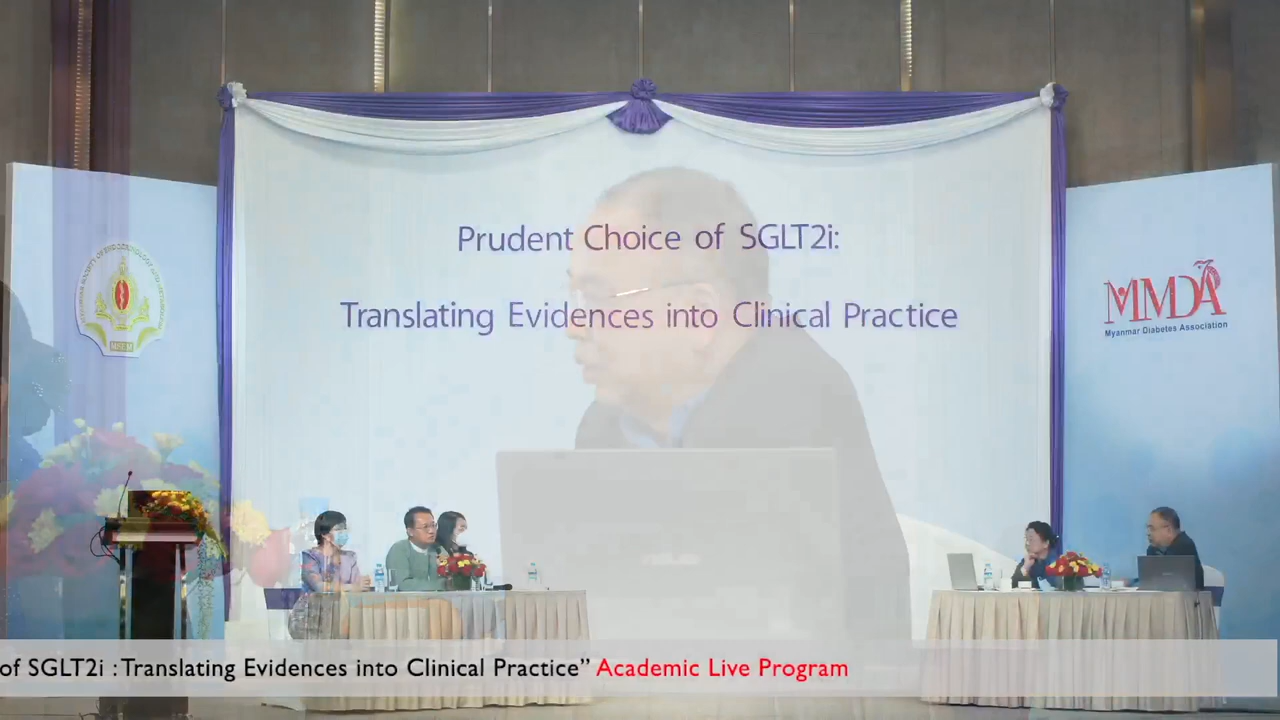 Prudent Choice of SGLT2i:
Translating Evidences into Clinical Practice
MMDA
Myanmar Diabetes Association
MSEM
of SGLT2i : Translating Evidences into Clinical Practice” Academic Live Program